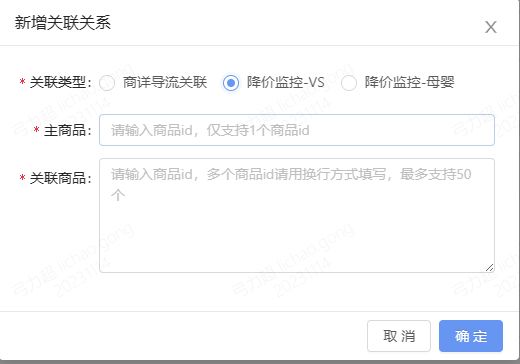 新增关联关系
* 关联类型: 商详导流关联 降价监控-VS 降价监控-母婴
* 主商品: 请输入商品id，仅支持1个商品id
* 关联商品: 请输入商品id，多个商品id请用换行方式填写，最多支持50
个
取 消 确 定
lichao.gong
20231114